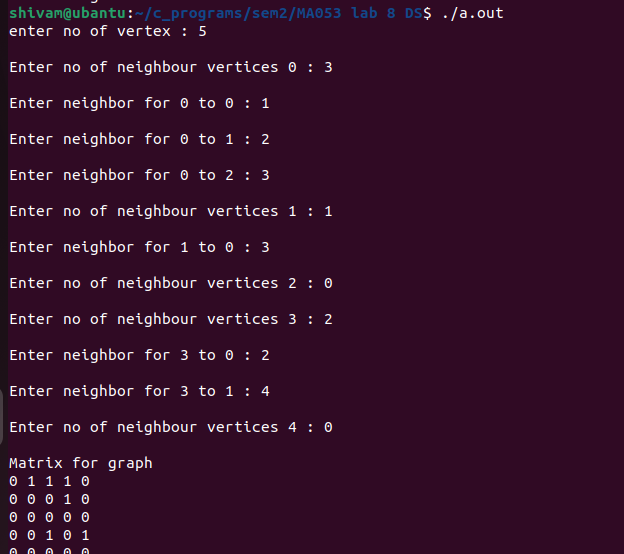 shivam@ubantu:~/c_programs/sem2/MA053 lab 8 DS$ ./a.out
enter no of vertex : 5
Enter no of neighbour vertices 0 : 3
Enter neighbor for 0 to 0 : 1
Enter neighbor for 0 to 1 : 2
Enter neighbor for 0 to 2 : 3
Enter no of neighbour vertices 1 : 1
Enter neighbor for 1 to 0 : 3
Enter no of neighbour vertices 2 : 0
Enter no of neighbour vertices 3 : 2
Enter neighbor for 3 to 0 : 2
Enter neighbor for 3 to 1 : 4
Enter no of neighbour vertices 4 : 0
Matrix for graph
0 1 1 1 0
0 0 0 1 0
0 0 0 0 0
0 0 1 0 1
0 0 0 0 0